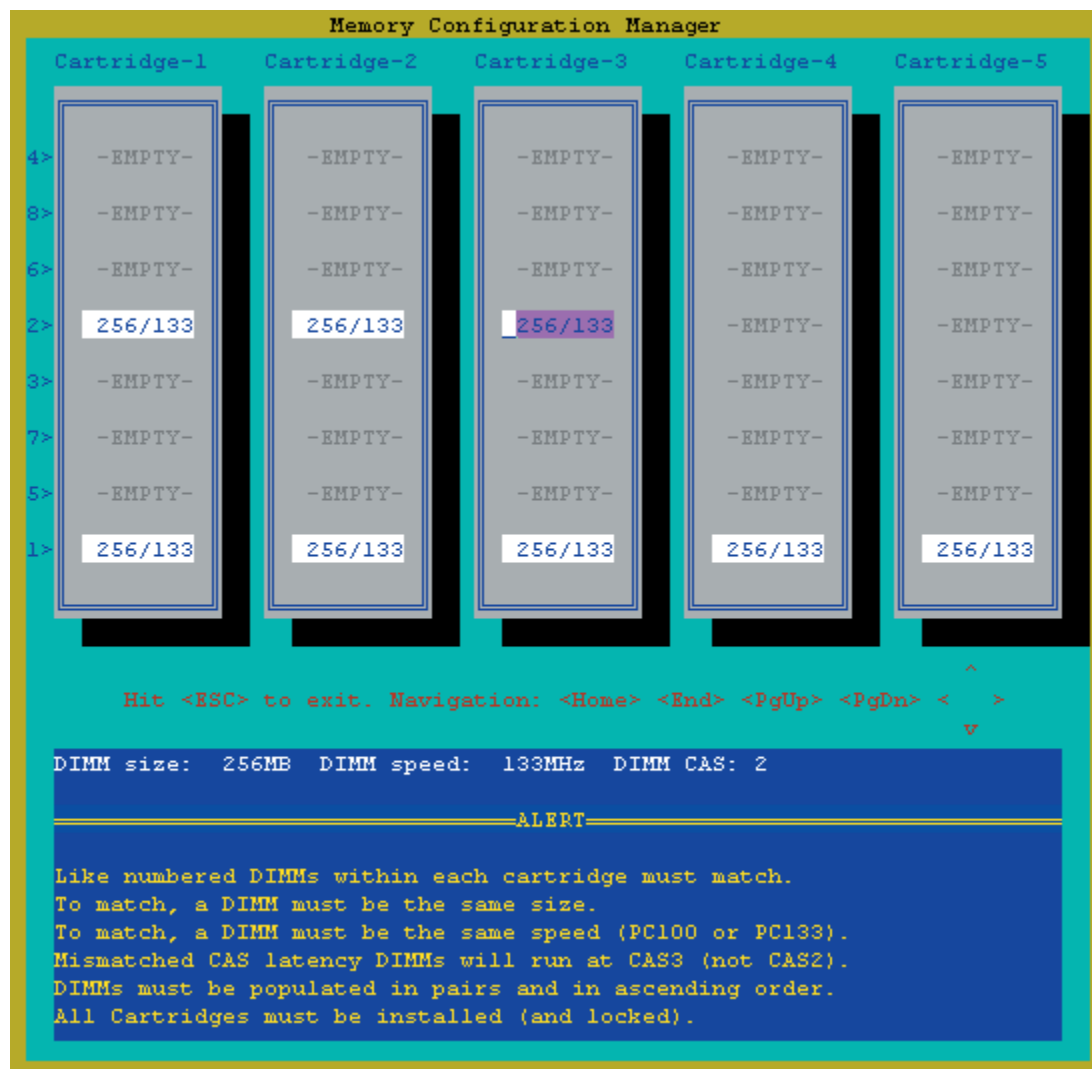 Memory Configuration Manager
Cartridge-1 Cartridge-2 Cartridge-3 Cartridge-4 Cartridge-5
4> -EMPTY- -EMPTY- -EMPTY- -EMPTY- -EMPTY-
8> -EMPTY- -EMPTY- -EMPTY- -EMPTY- -EMPTY-
6> -EMPTY- -EMPTY- -EMPTY- -EMPTY- -EMPTY-
2> 256/133 256/133 _256/133 -EMPTY- -EMPTY-
3> -EMPTY- -EMPTY- -EMPTY- -EMPTY- -EMPTY-
7> -EMPTY- -EMPTY- -EMPTY- -EMPTY- -EMPTY-
5> -EMPTY- -EMPTY- -EMPTY- -EMPTY- -EMPTY-
1> 256/133 256/133 256/133 256/133 256/133
^
Hit <ESC> to exit. Navigation: <Home> <End> <PgUp> <PgDn> < >
v
DIMM size: 256MB DIMM speed: 133MHz DIMM CAS: 2
ALERT
Like numbered DIMMs within each cartridge must match.
To match, a DIMM must be the same size.
To match, a DIMM must be the same speed (PC100 or PC133).
Mismatched CAS latency DIMMs will run at CAS3 (not CAS2).
DIMMs must be populated in pairs and in ascending order.
All Cartridges must be installed (and locked).